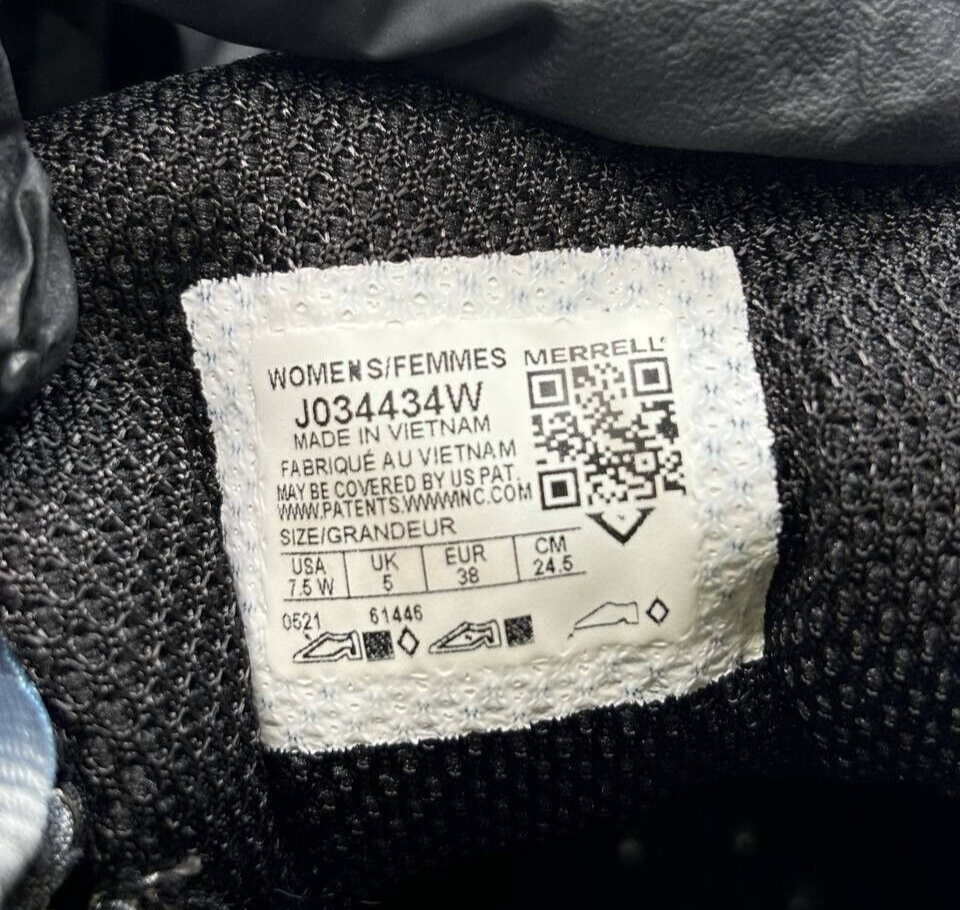 WOMENS/FEMMES MERRELL
J034434W
MADE IN VIETNAM
FABRIQUÉ AU VIETNAM
MAY BE COVERED BY US PAT.
WWW.PATENTS.WWWINC.COM
SIZE/GRANDEUR
USA UK EUR CM
7.5 W 5 38 24.5
0521 61446